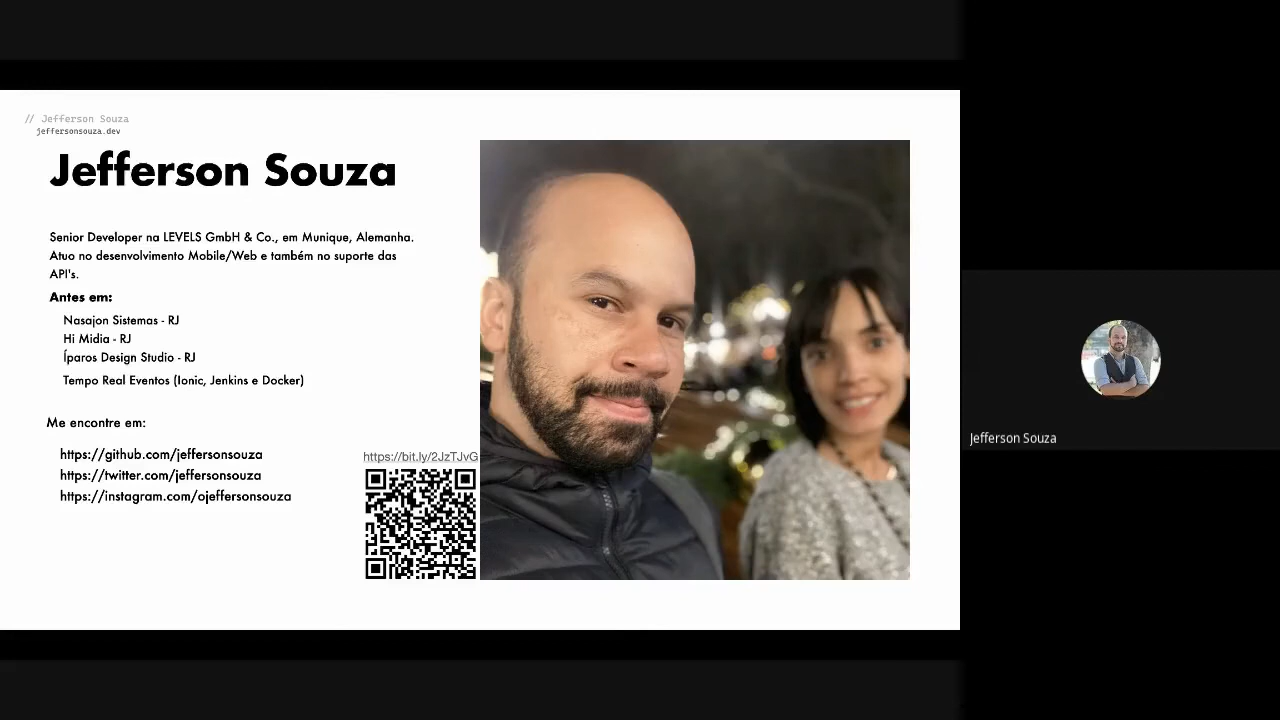 // Jefferson Souza
jeffersonsouza.dev
Jefferson Souza
Senior Developer na LEVELS GmbH & Co., em Munique, Alemanha.
Atuo no desenvolvimento Mobile/Web e também no suporte das
API's.
Antes em:
Nasajon Sistemas - RJ
Hi Midia - RJ
Íparos Design Studio - RJ
Tempo Real Eventos (Ionic, Jenkins e Docker)
Me encontre em:
https://github.com/jeffersonsouza
https://twitter.com/jeffersonsouza
https://instagram.com/ojeffersonsouza
https://bit.ly/2JzTJvG
Jefferson Souza